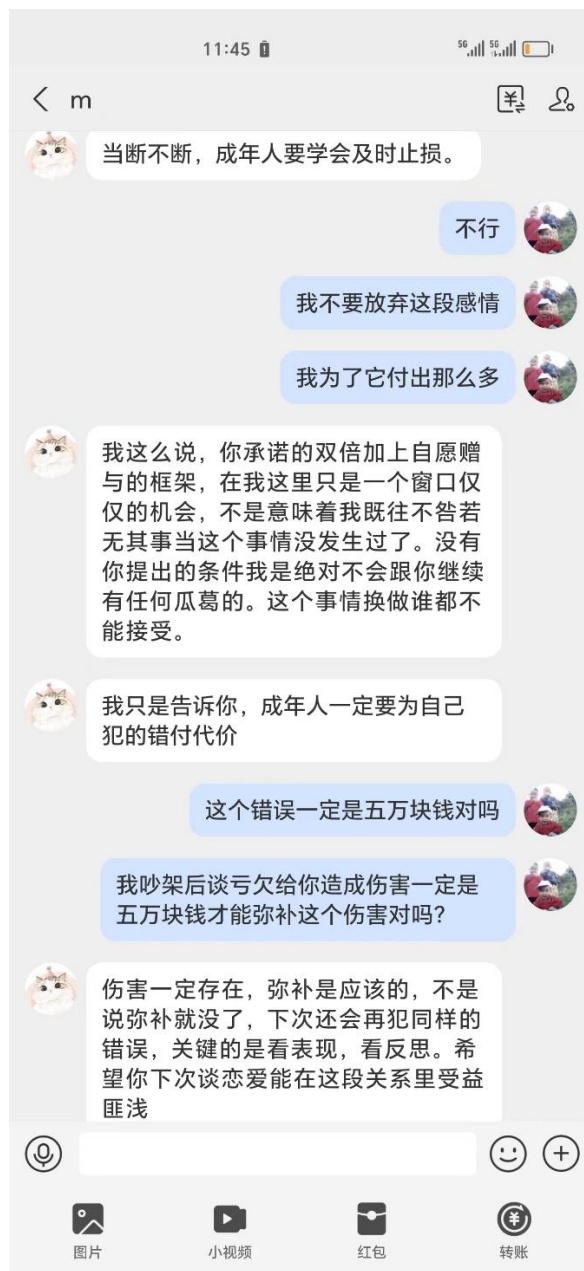 11:45
5G
5G
m
当断不断，成年人要学会及时止损。
不行
我不要放弃这段感情
我为了它付出那么多
我这么说，你承诺的双倍加上自愿赠
与的框架，在我这里只是一个窗口仅
仅的机会，不是意味着我既往不咎若
无其事当这个事情没发生过了。没有
你提出的条件我是绝对不会跟你继续
有任何瓜葛的。这个事情换做谁都不
能接受。
我只是告诉你，成年人一定要为自己
犯的错付代价
这个错误一定是五万块钱对吗
我吵架后谈亏欠给你造成伤害一定是
五万块钱才能弥补这个伤害对吗？
伤害一定存在，弥补是应该的，不是
说弥补就没了，下次还会再犯同样的
错误，关键的是看表现，看反思。希
望你下次谈恋爱能在这段关系里受益
匪浅
图片
小视频
红包
转账